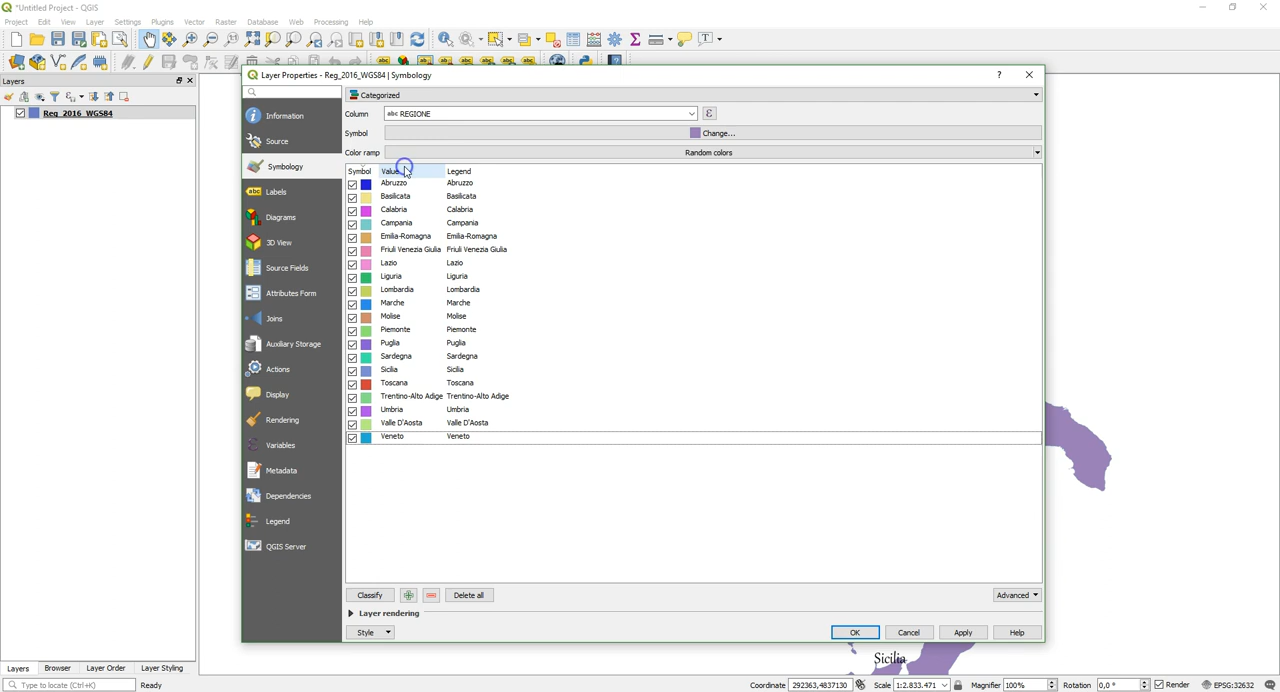 *Untitled Project - QGIS
Project Edit View Layer Settings Plugins Vector Raster Database Web Processing Help
Layers
Reg_2016_WGS84
Layer Properties - Reg_2016_WGS84 | Symbology
Information
Source
Symbology
Labels
Diagrams
3D View
Source Fields
Attributes Form
Joins
Auxiliary Storage
Actions
Display
Rendering
Variables
Metadata
Dependencies
Legend
QGIS Server
Categorized
Column abc REGIONE ε
Symbol Change...
Color ramp Random colors
Symbol Value Legend
Abruzzo Abruzzo
Basilicata Basilicata
Calabria Calabria
Campania Campania
Emilia-Romagna Emilia-Romagna
Friuli Venezia Giulia Friuli Venezia Giulia
Lazio Lazio
Liguria Liguria
Lombardia Lombardia
Marche Marche
Molise Molise
Piemonte Piemonte
Puglia Puglia
Sardegna Sardegna
Sicilia Sicilia
Toscana Toscana
Trentino-Alto Adige Trentino-Alto Adige
Umbria Umbria
Valle D'Aosta Valle D'Aosta
Veneto Veneto
Classify Delete all Advanced
Layer rendering
Style OK Cancel Apply Help
Sicilia
Layers Browser Layer Order Layer Styling
Type to locate (Ctrl+K) Ready Coordinate 292363,4837130 Scale 1:2.833.471 Magnifier 100% Rotation 0,0 ° Render EPSG:32632